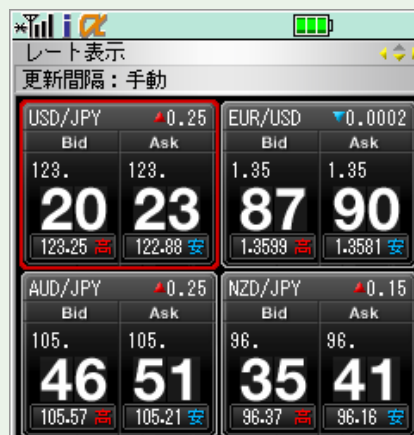 レート表示
更新間隔：手動
USD/JPY ▲0.25 EUR/USD ▼0.0002
Bid Ask Bid Ask
123. 123. 1.35 1.35
20 23 87 90
123.25 高 122.88 安 1.3599 高 1.3581 安
AUD/JPY ▲0.25 NZD/JPY ▲0.15
Bid Ask Bid Ask
105. 105. 96. 96.
46 51 35 41
105.57 高 105.21 安 96.37 高 96.16 安